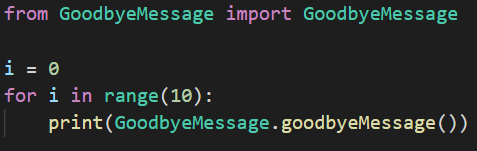 from GoodbyeMessage import GoodbyeMessage
i = 0
for i in range(10):
    print(GoodbyeMessage.goodbyeMessage())